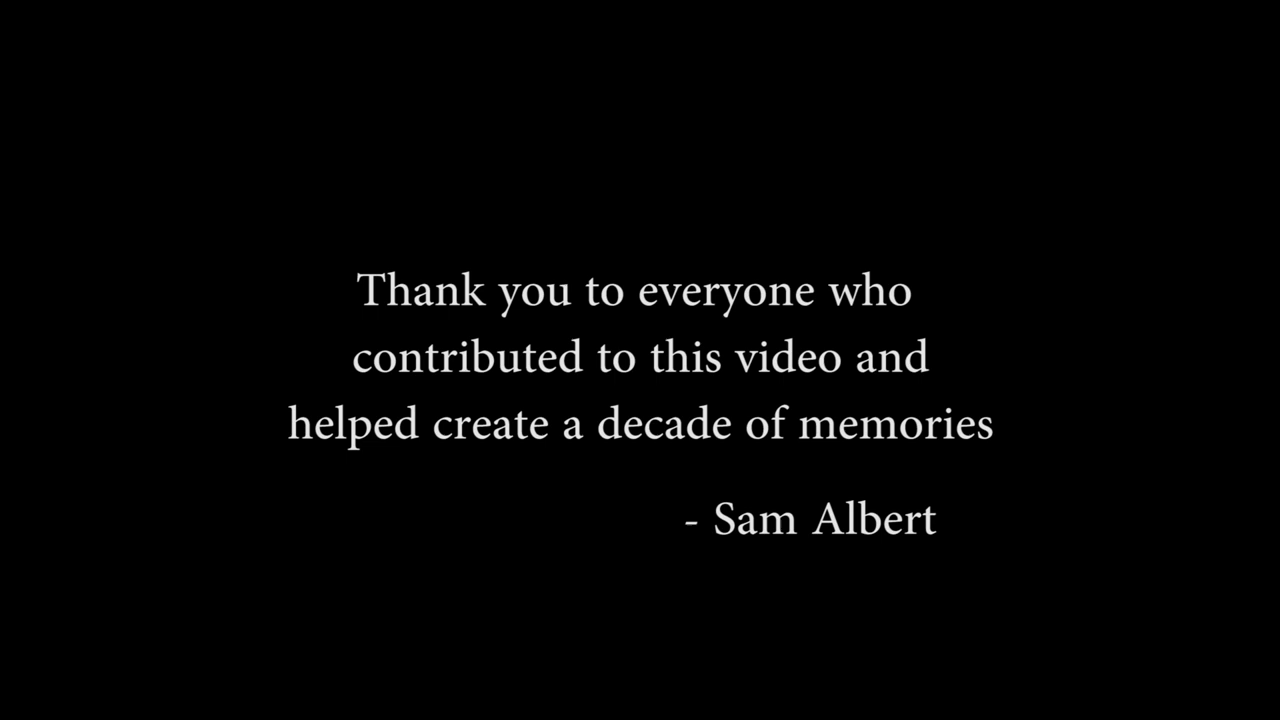 Thank you to everyone who
contributed to this video and
helped create a decade of memories
- Sam Albert